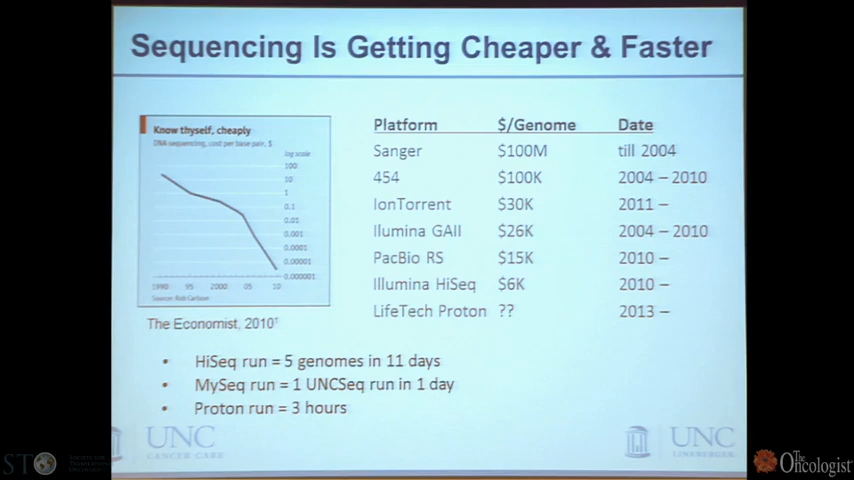 Sequencing Is Getting Cheaper & Faster
Know thyself, cheaply
DNA sequencing, cost per base pair, $
log scale
100
10
1
0.1
0.01
0.001
0.0001
0.00001
0.000001
1990 95 2000 05 10
Source: Rob Carlson
The Economist, 2010¹
Platform $/Genome Date
Sanger $100M till 2004
454 $100K 2004 – 2010
IonTorrent $30K 2011 –
Ilumina GAII $26K 2004 – 2010
PacBio RS $15K 2010 –
Illumina HiSeq $6K 2010 –
LifeTech Proton ?? 2013 –
• HiSeq run = 5 genomes in 11 days
• MySeq run = 1 UNCSeq run in 1 day
• Proton run = 3 hours
UNC
CANCER CARE
UNC
LINEBERGER
STO
Society for
Translational
Oncology
The
Oncologist